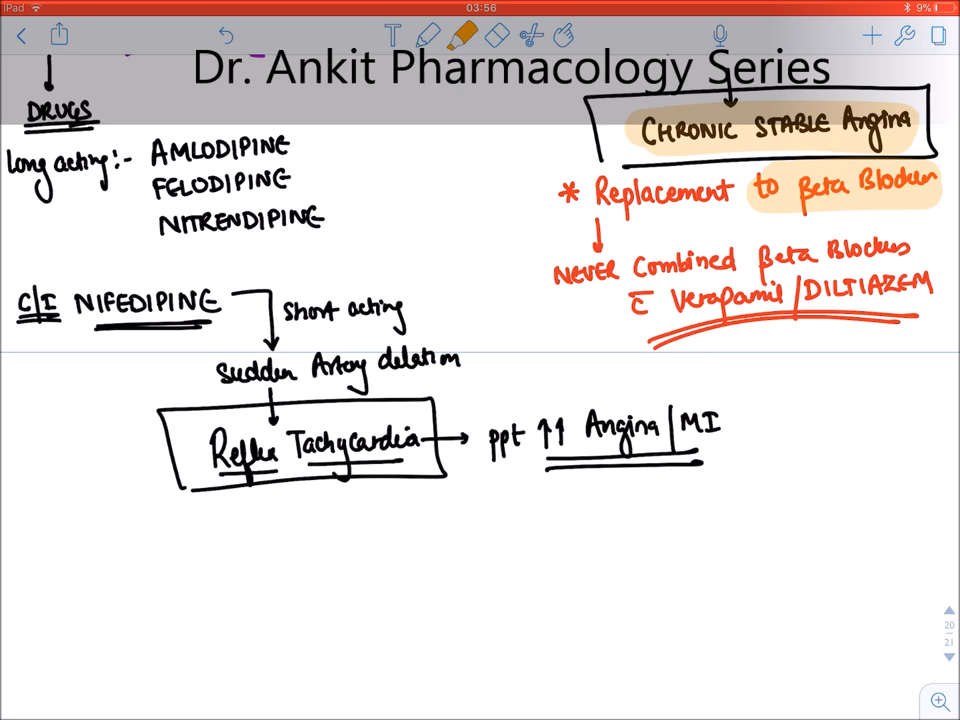 iPad 03:56 9%
Dr. Ankit Pharmacology Series
DRUGS
long acting :- AMLODIPINE
FELODIPINE
NITRENDIPINE
CHRONIC STABLE Angina
* Replacement to Beta Blocker
NEVER Combined Beta Blockers
c̄ Verapamil / DILTIAZEM
C/I NIFEDIPINE
short acting
Sudden Artery delation
Reflex Tachycardia → ppt ↑↑ Angina / MI
20
21